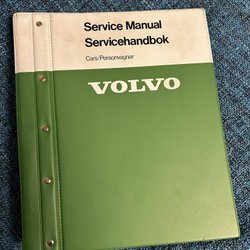 Service Manual
Servicehandbok
Cars/Personvagnar
VOLVO